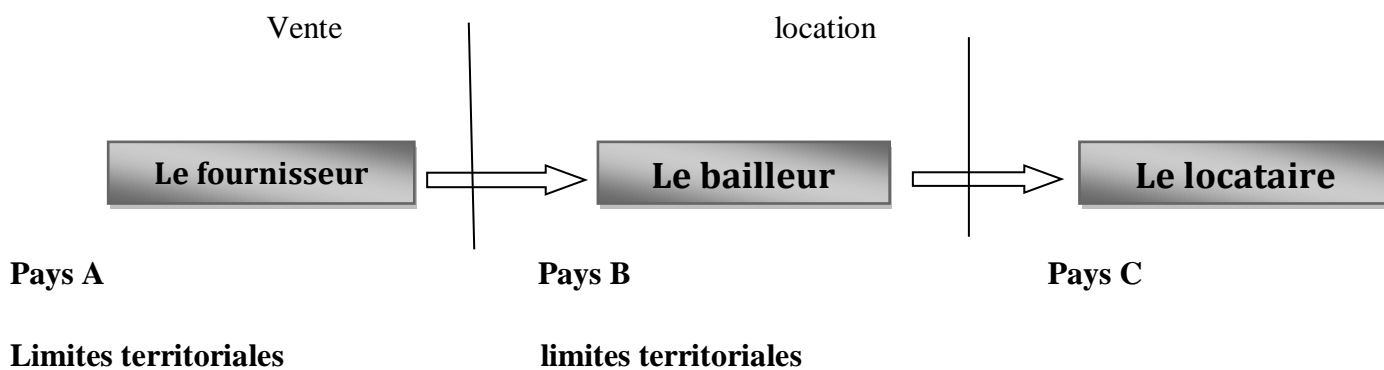 Vente location
Le fournisseur Le bailleur Le locataire
Pays A Pays B Pays C
Limites territoriales limites territoriales